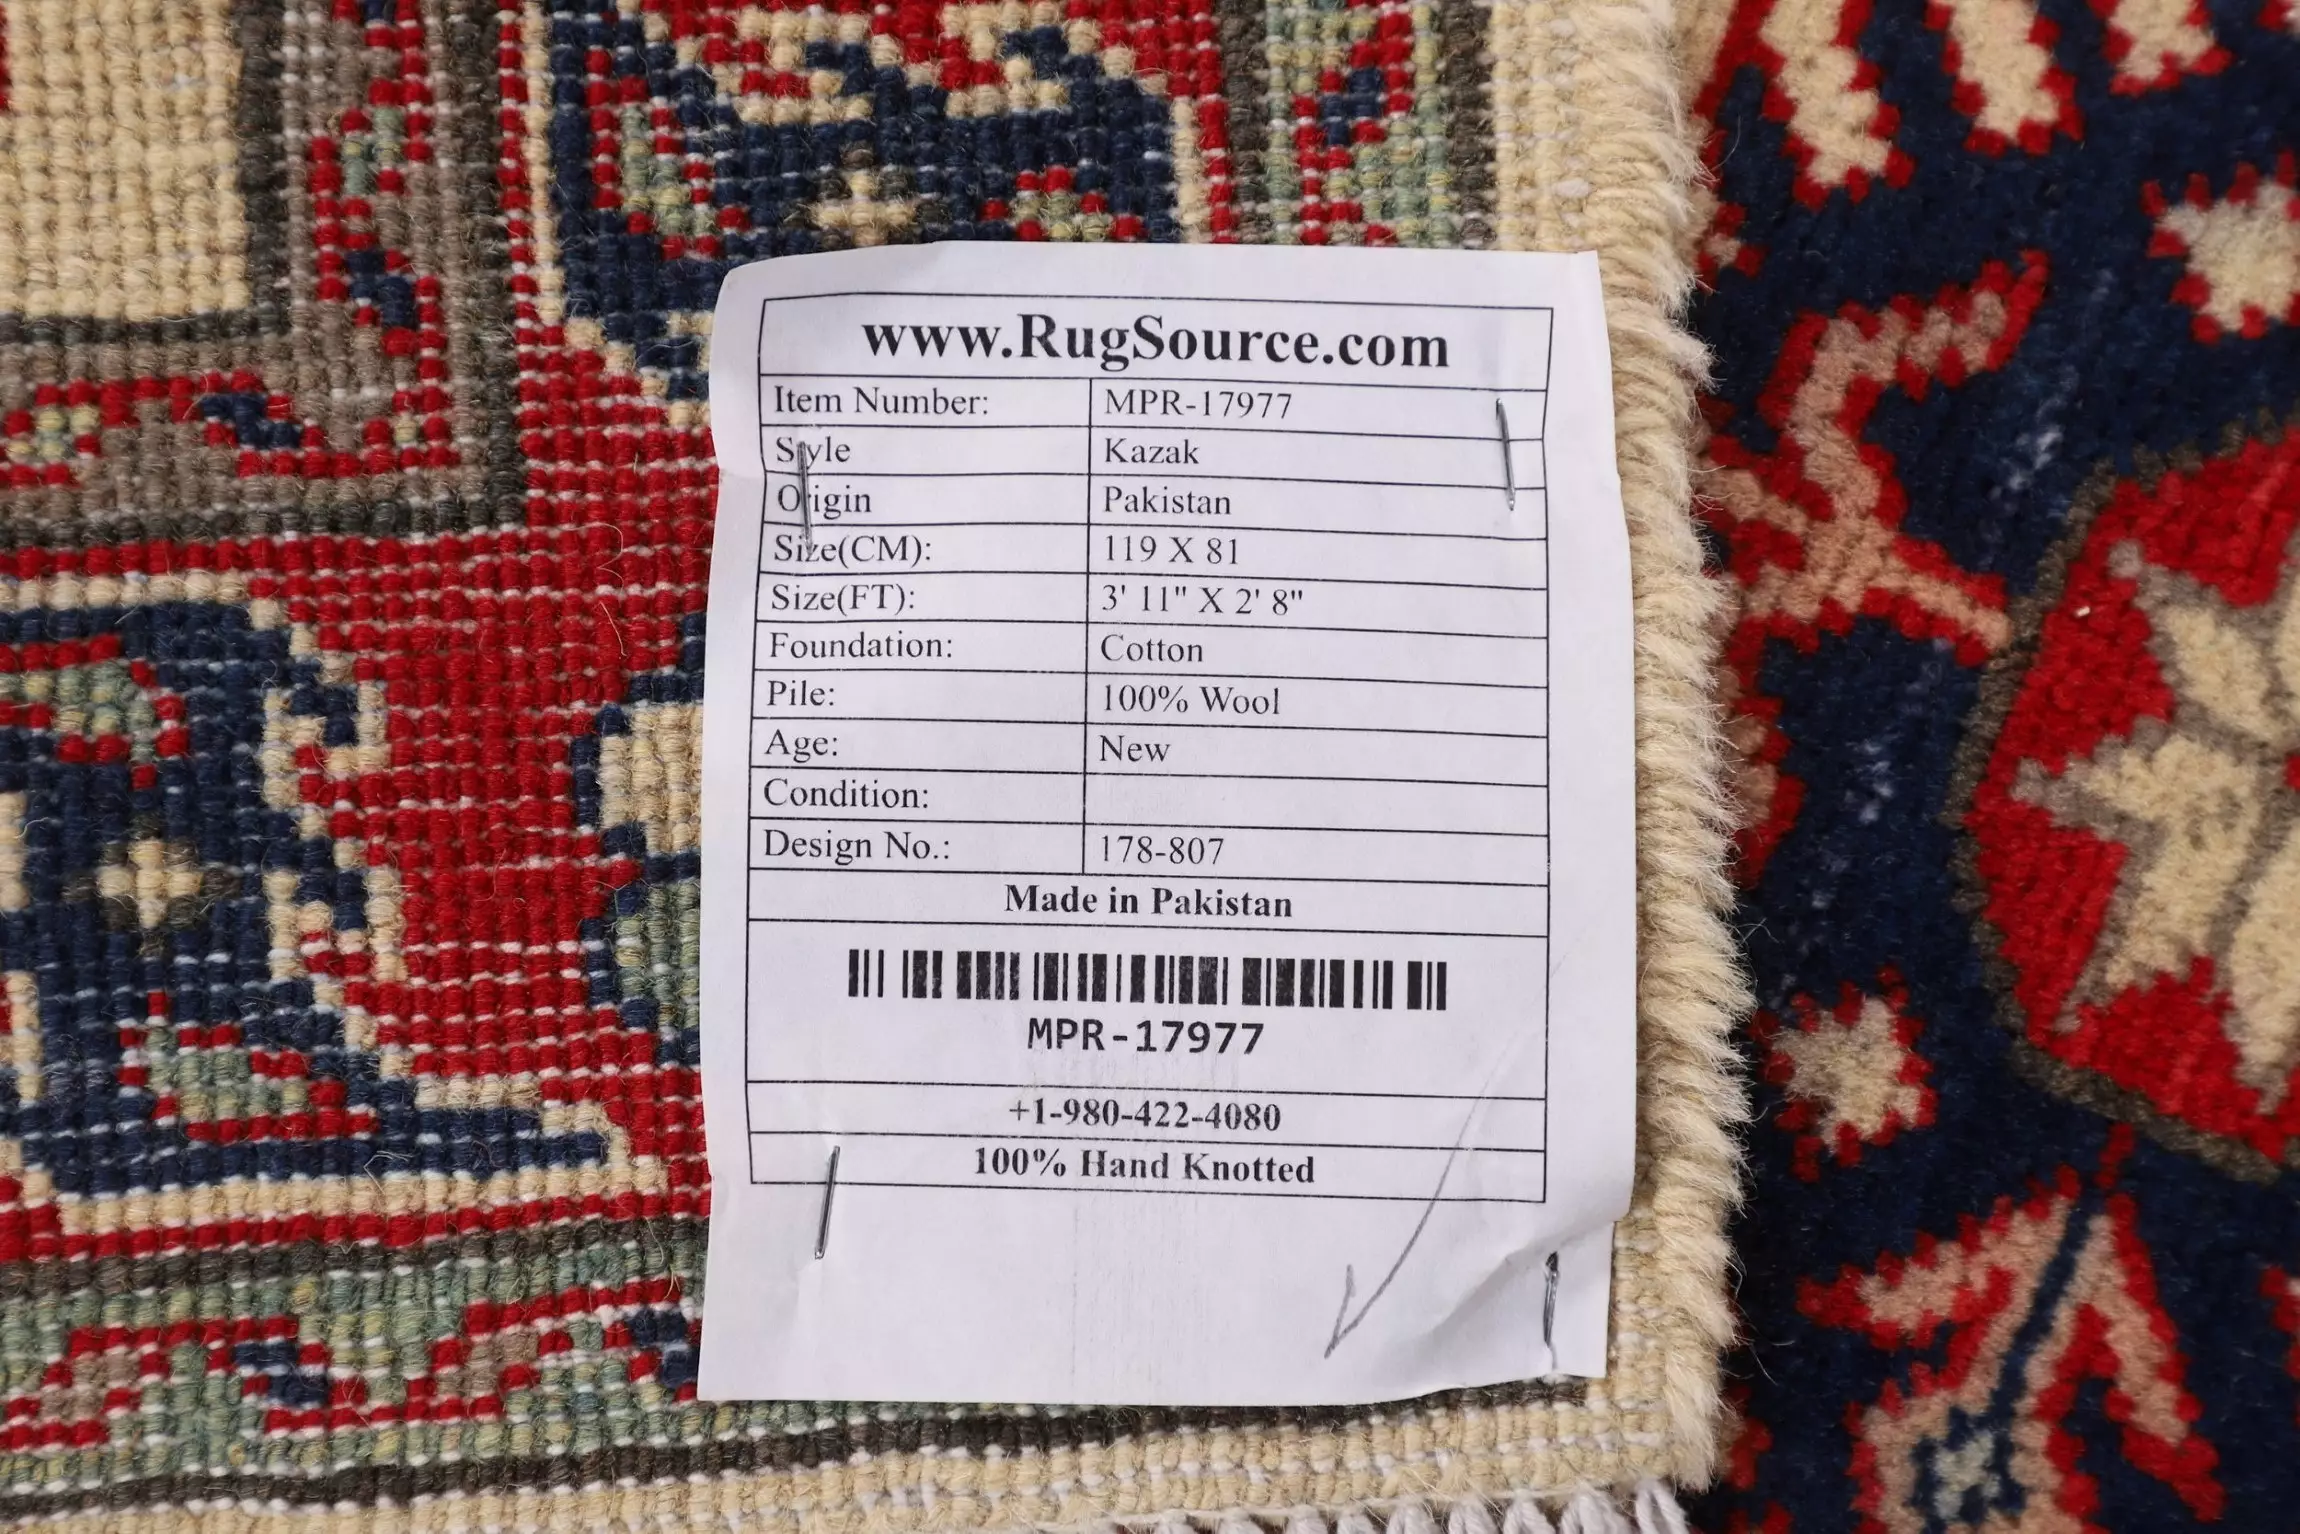 www.RugSource.com
Item Number: MPR-17977
Style Kazak
Origin Pakistan
Size(CM): 119 X 81
Size(FT): 3' 11" X 2' 8"
Foundation: Cotton
Pile: 100% Wool
Age: New
Condition:
Design No.: 178-807
Made in Pakistan
MPR-17977
+1-980-422-4080
100% Hand Knotted